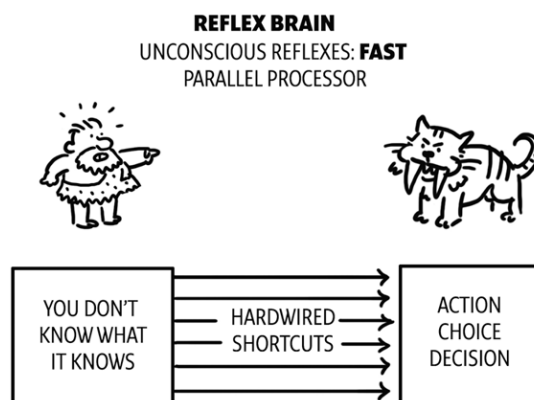 REFLEX BRAIN
UNCONSCIOUS REFLEXES: FAST
PARALLEL PROCESSOR
YOU DON'T
KNOW WHAT
IT KNOWS
HARDWIRED
SHORTCUTS
ACTION
CHOICE
DECISION